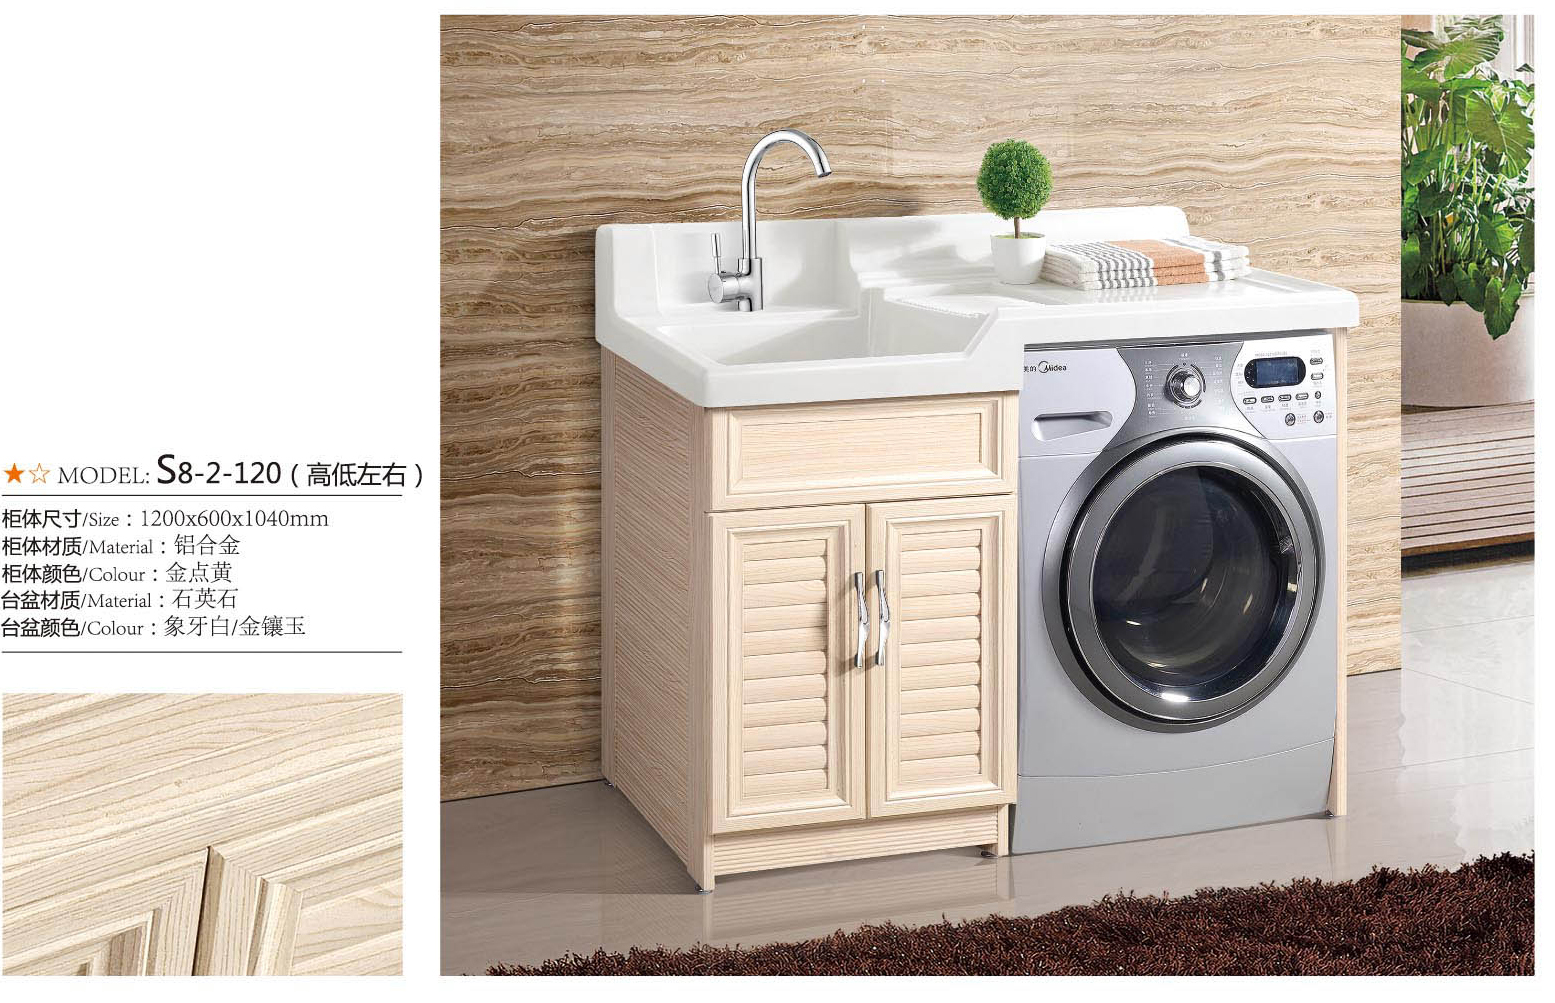 ★☆ MODEL: S8-2-120（高低左右）
柜体尺寸/Size：1200x600x1040mm
柜体材质/Material：铝合金
柜体颜色/Colour：金点黄
台盆材质/Material：石英石
台盆颜色/Colour：象牙白/金镶玉
美的 Midea